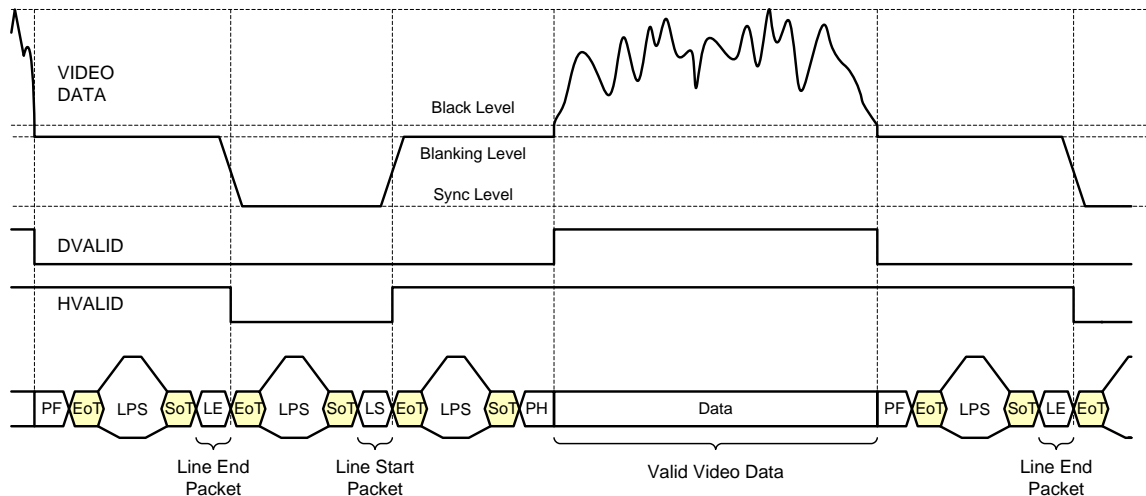 VIDEO
DATA
Black Level
Blanking Level
Sync Level
DVALID
HVALID
PF EoT LPS SoT LE EoT LPS SoT LS EoT LPS SoT PH Data PF EoT LPS SoT LE EoT
Line End
Packet
Line Start
Packet
Valid Video Data
Line End
Packet